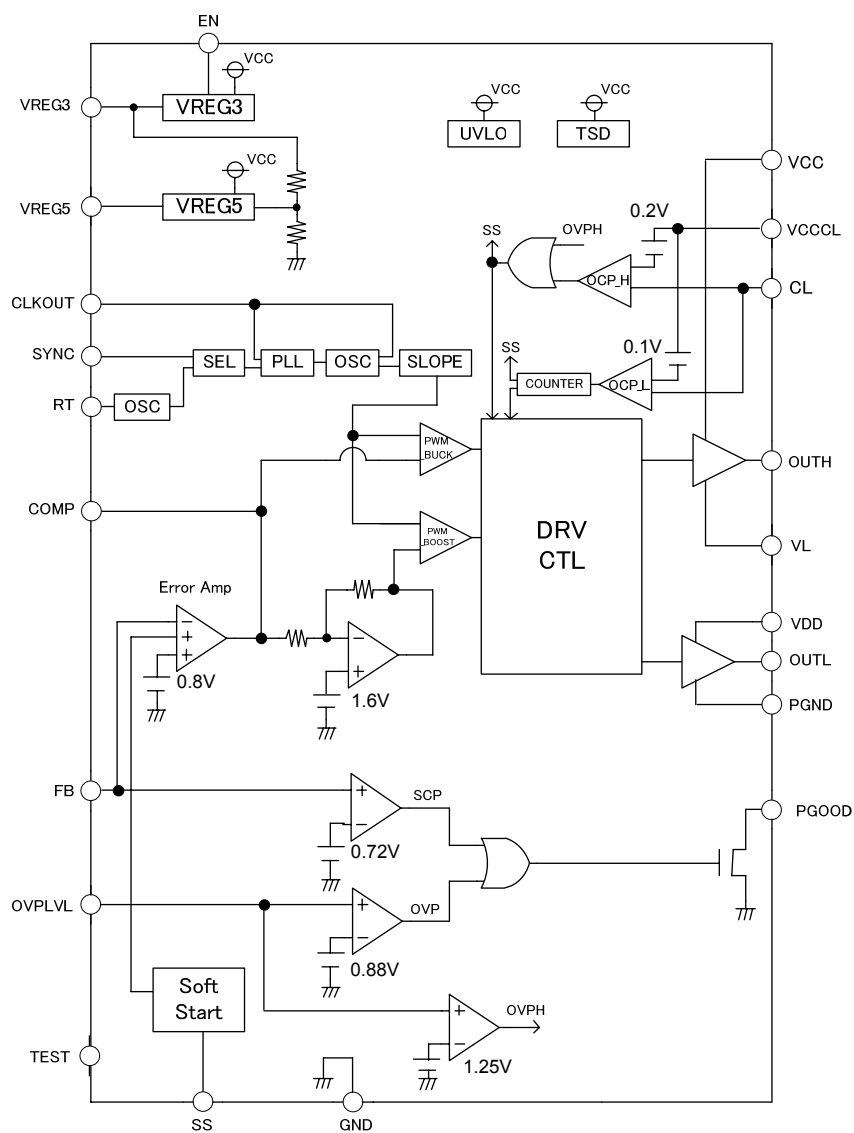 EN
VCC
VREG3
VREG3
VCC
UVLO
VCC
TSD
VCC
VREG5
VREG5
VCC
VCC
0.2V
VCCCL
SS
OVPH
OCP_H
CL
CLKOUT
SYNC
SEL
PLL
OSC
SLOPE
SS
0.1V
COUNTER
OCP_L
RT
OSC
PWM
_BUCK
OUTH
COMP
PWM
_BOOST
DRV
CTL
VL
Error Amp
−
+
+
0.8V
−
+
1.6V
VDD
OUTL
PGND
FB
+
−
SCP
0.72V
PGOOD
OVPLVL
+
−
OVP
0.88V
Soft
Start
+
−
OVPH
1.25V
TEST
SS
GND